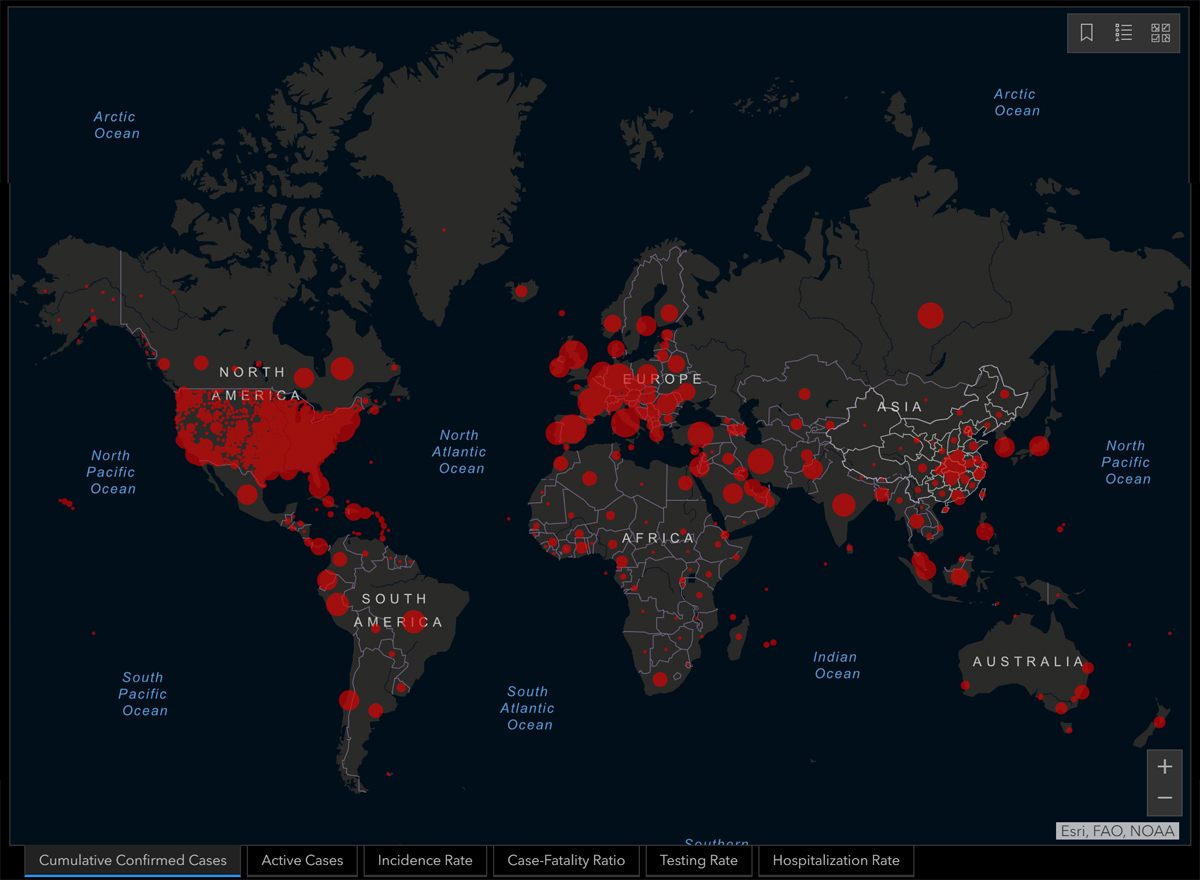 Arctic
Ocean
Arctic
Ocean
NORTH
AMERICA
EUROPE
ASIA
North
Pacific
Ocean
North
Atlantic
Ocean
North
Pacific
Ocean
AFRICA
SOUTH
AMERICA
South
Pacific
Ocean
South
Atlantic
Ocean
Indian
Ocean
AUSTRALIA
Esri, FAO, NOAA
Southern
Cumulative Confirmed Cases
Active Cases
Incidence Rate
Case-Fatality Ratio
Testing Rate
Hospitalization Rate